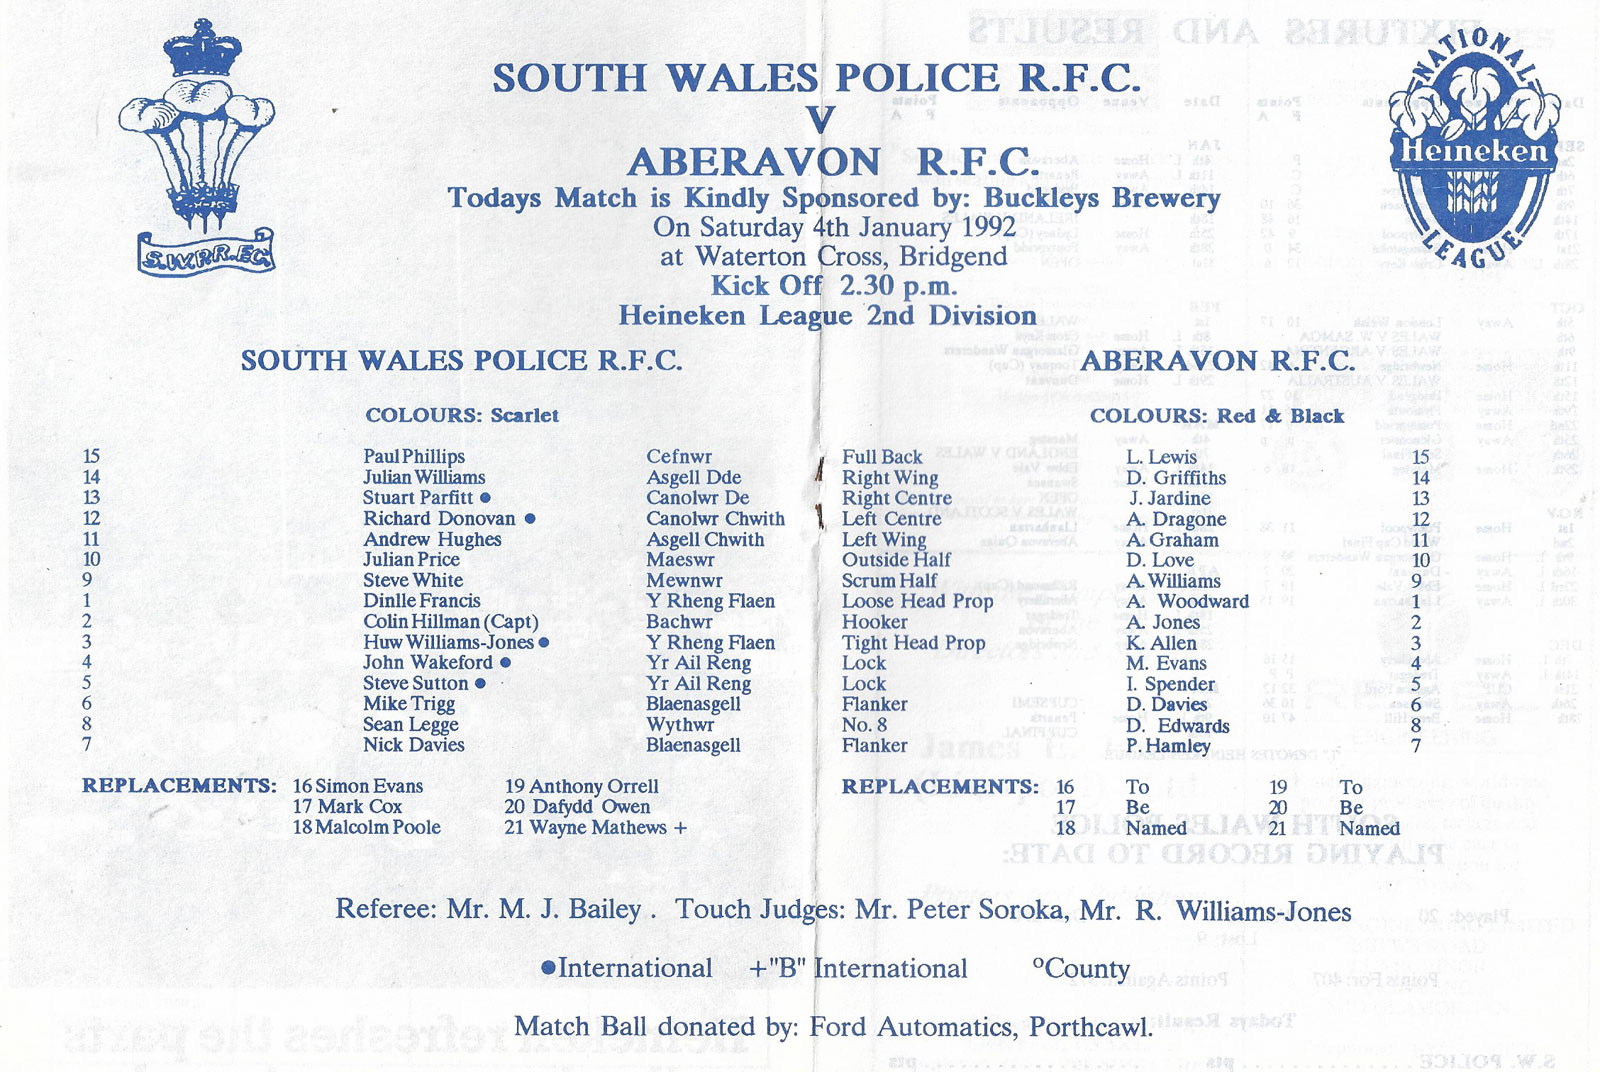 SOUTH WALES POLICE R.F.C.
V
ABERAVON R.F.C.
Todays Match is Kindly Sponsored by: Buckleys Brewery
On Saturday 4th January 1992
at Waterton Cross, Bridgend
Kick Off 2.30 p.m.
Heineken League 2nd Division
S.W.P.R.F.C.
NATIONAL
Heineken
LEAGUE
SOUTH WALES POLICE R.F.C. ABERAVON R.F.C.
COLOURS: Scarlet COLOURS: Red & Black
15 Paul Phillips Cefnwr Full Back L. Lewis 15
14 Julian Williams Asgell Dde Right Wing D. Griffiths 14
13 Stuart Parfitt ● Canolwr De Right Centre J. Jardine 13
12 Richard Donovan ● Canolwr Chwith Left Centre A. Dragone 12
11 Andrew Hughes Asgell Chwith Left Wing A. Graham 11
10 Julian Price Maeswr Outside Half D. Love 10
9 Steve White Mewnwr Scrum Half A. Williams 9
1 Dinlle Francis Y Rheng Flaen Loose Head Prop A. Woodward 1
2 Colin Hillman (Capt) Bachwr Hooker A. Jones 2
3 Huw Williams-Jones ● Y Rheng Flaen Tight Head Prop K. Allen 3
4 John Wakeford ● Yr Ail Reng Lock M. Evans 4
5 Steve Sutton ● Yr Ail Reng Lock I. Spender 5
6 Mike Trigg Blaenasgell Flanker D. Davies 6
8 Sean Legge Wythwr No. 8 D. Edwards 8
7 Nick Davies Blaenasgell Flanker P. Hamley 7
REPLACEMENTS: 16 Simon Evans 19 Anthony Orrell REPLACEMENTS: 16 To 19 To
17 Mark Cox 20 Dafydd Owen 17 Be 20 Be
18 Malcolm Poole 21 Wayne Mathews + 18 Named 21 Named
Referee: Mr. M. J. Bailey . Touch Judges: Mr. Peter Soroka, Mr. R. Williams-Jones
●International +"B" International ºCounty
Match Ball donated by: Ford Automatics, Porthcawl.